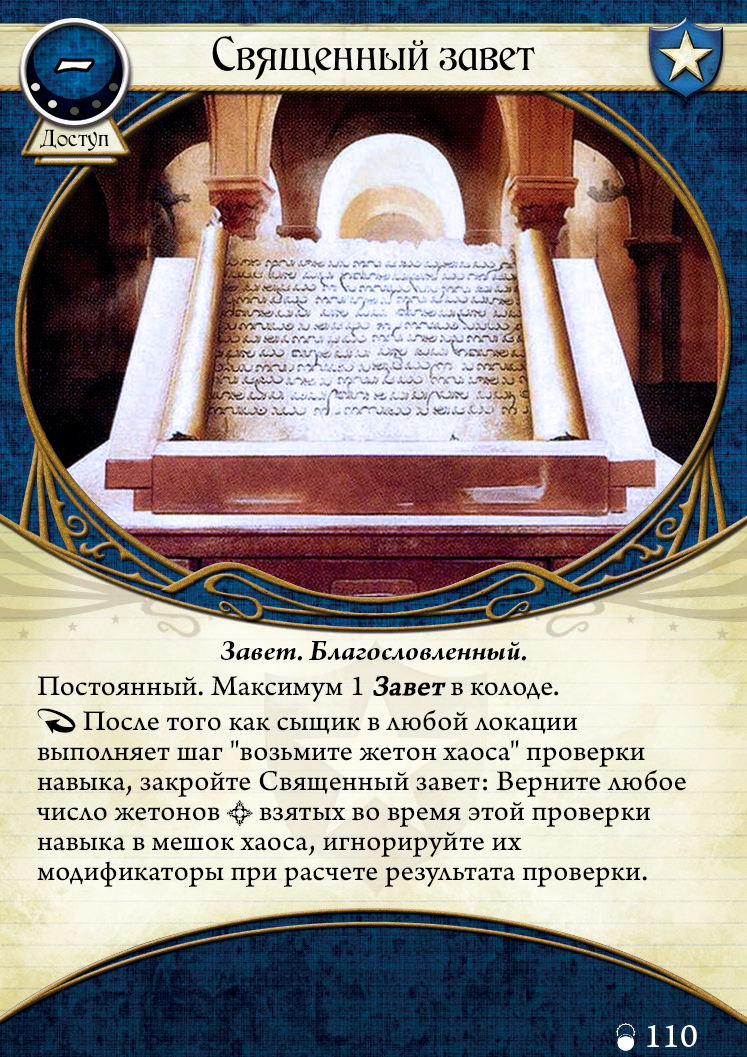 Священный завет
–
Доступ
Завет. Благословленный.
Постоянный. Максимум 1 Завет в колоде.
После того как сыщик в любой локации
выполняет шаг "возьмите жетон хаоса" проверки
навыка, закройте Священный завет: Верните любое
число жетонов взятых во время этой проверки
навыка в мешок хаоса, игнорируйте их
модификаторы при расчете результата проверки.
110